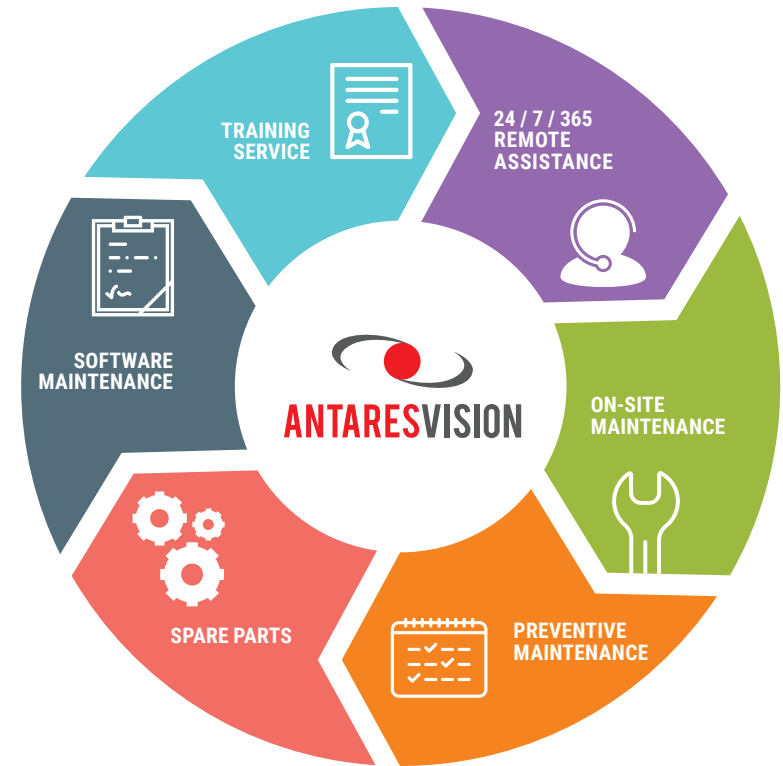 TRAINING
SERVICE
24 / 7 / 365
REMOTE
ASSISTANCE
SOFTWARE
MAINTENANCE
ANTARESVISION
ON-SITE
MAINTENANCE
SPARE PARTS
PREVENTIVE
MAINTENANCE